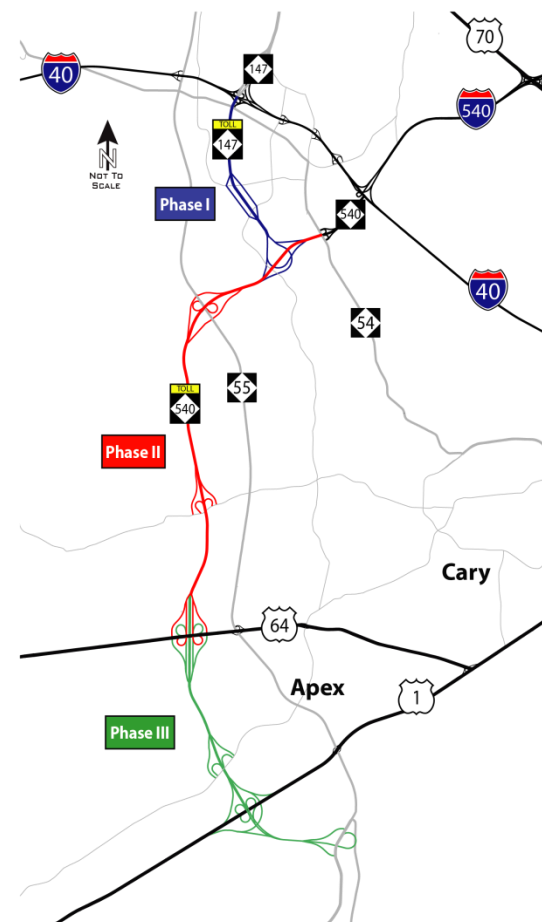 70
40
147
540
TOLL
147
N
NOT TO
SCALE
Phase I
540
40
54
TOLL
540
55
Phase II
Cary
64
Apex
1
Phase III